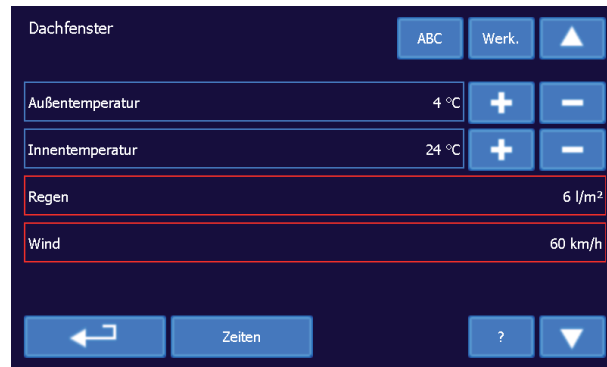 Dachfenster
ABC
Werk.
Außentemperatur 4 °C
Innentemperatur 24 °C
Regen 6 l/m²
Wind 60 km/h
Zeiten
?